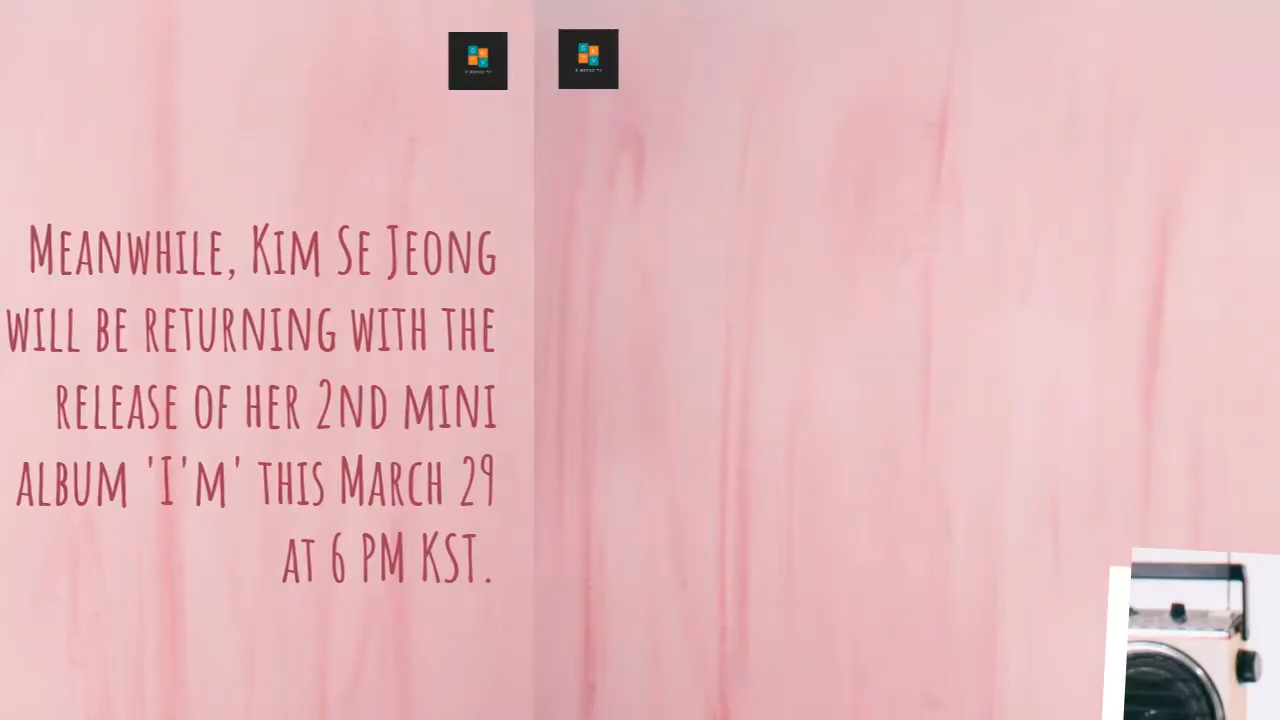 Meanwhile, Kim Se Jeong
will be returning with the
release of her 2nd mini
album 'I'm' this March 29
at 6 PM KST.